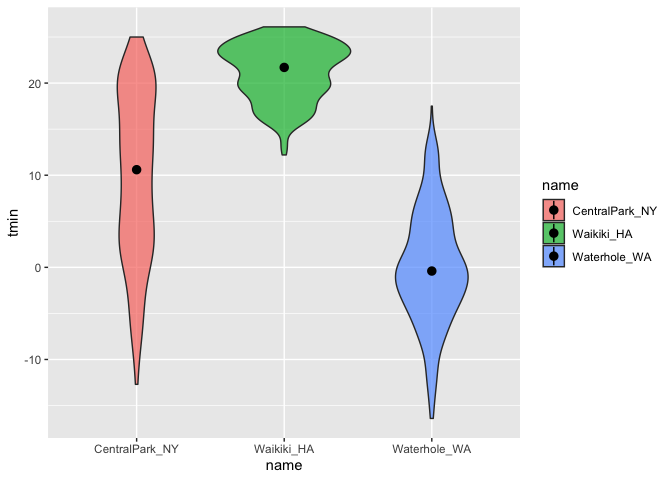 20
10
0
-10
tmin
CentralPark_NY
Waikiki_HA
Waterhole_WA
name
name
CentralPark_NY
Waikiki_HA
Waterhole_WA